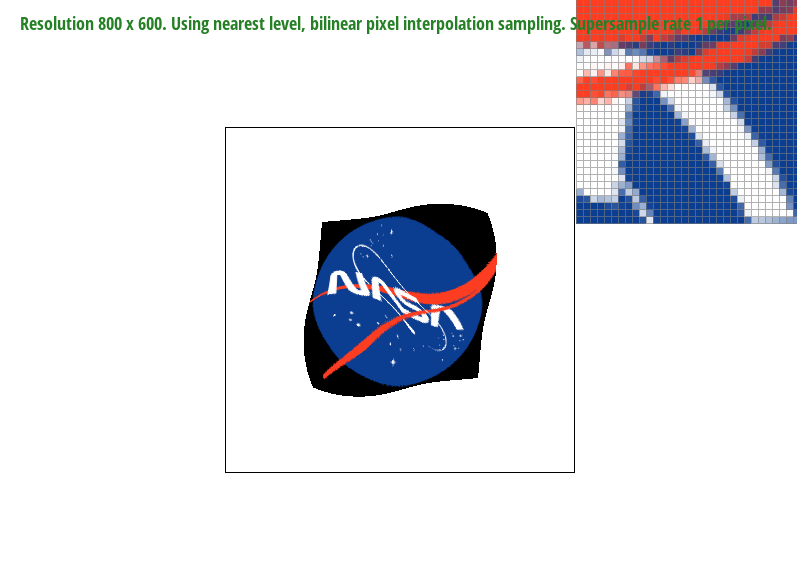 Resolution 800 x 600. Using nearest level, bilinear pixel interpolation sampling. Supersample rate 1 per pixel.
NASA